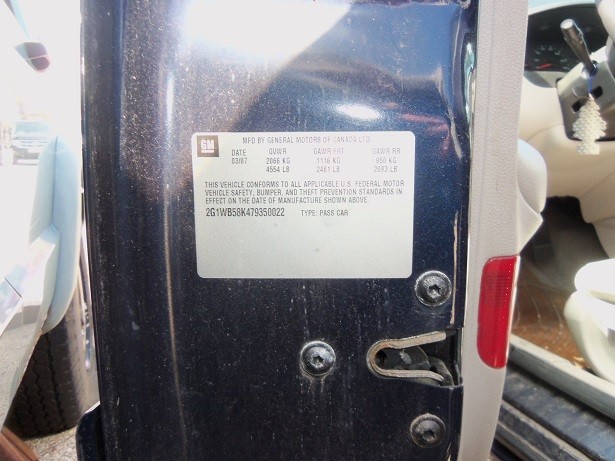 GM
MFD BY GENERAL MOTORS OF CANADA LTD
DATE GVWR GAWR FRT GAWR RR
03/07 2066 KG 1116 KG 950 KG
4554 LB 2461 LB 2093 LB
THIS VEHICLE CONFORMS TO ALL APPLICABLE U.S. FEDERAL MOTOR
VEHICLE SAFETY, BUMPER, AND THEFT PREVENTION STANDARDS IN
EFFECT ON THE DATE OF MANUFACTURE SHOWN ABOVE.
2G1WB58K479350022 TYPE: PASS CAR